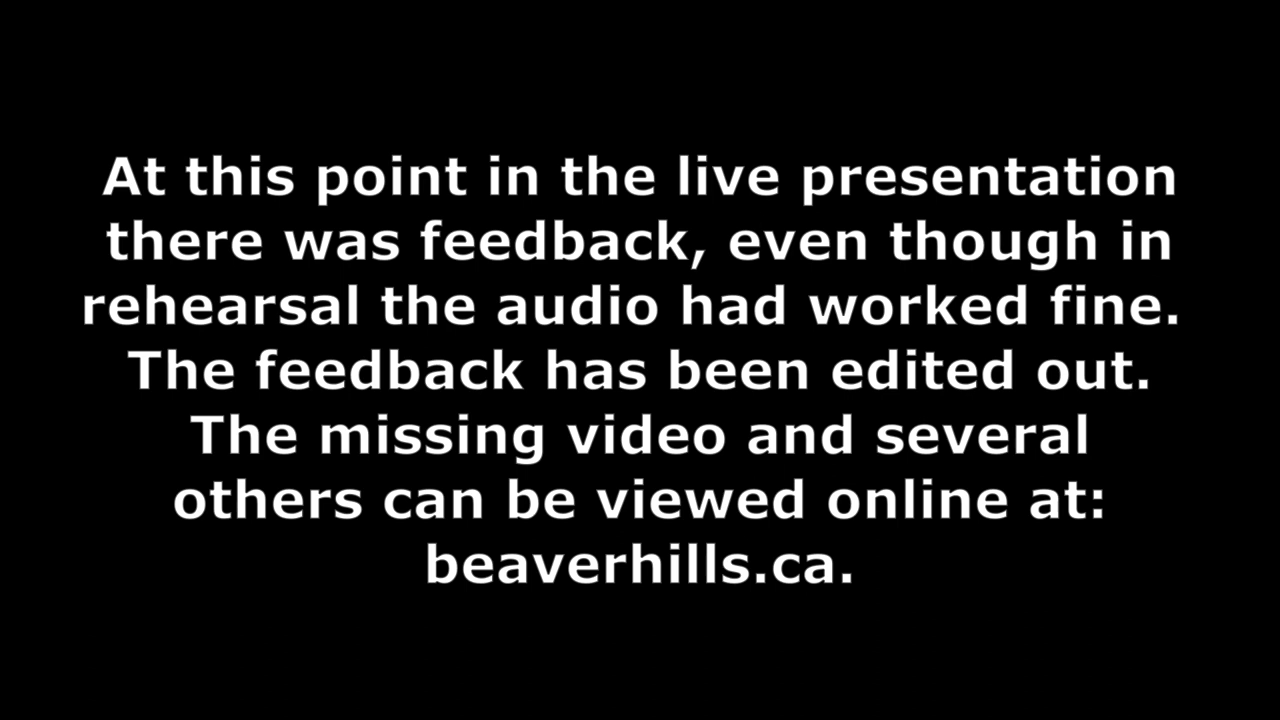 At this point in the live presentation
there was feedback, even though in
rehearsal the audio had worked fine.
The feedback has been edited out.
The missing video and several
others can be viewed online at:
beaverhills.ca.